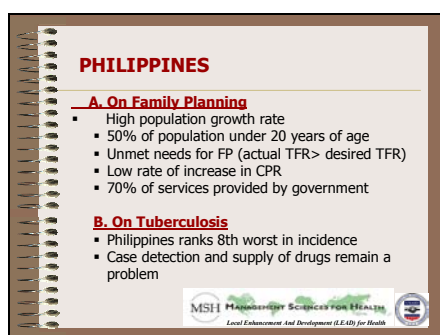 PHILIPPINES
A. On Family Planning
▪ High population growth rate
▪ 50% of population under 20 years of age
▪ Unmet needs for FP (actual TFR> desired TFR)
▪ Low rate of increase in CPR
▪ 70% of services provided by government
B. On Tuberculosis
▪ Philippines ranks 8th worst in incidence
▪ Case detection and supply of drugs remain a
problem
MSH MANAGEMENT SCIENCES FOR HEALTH
Local Enhancement And Development (LEAD) for Health